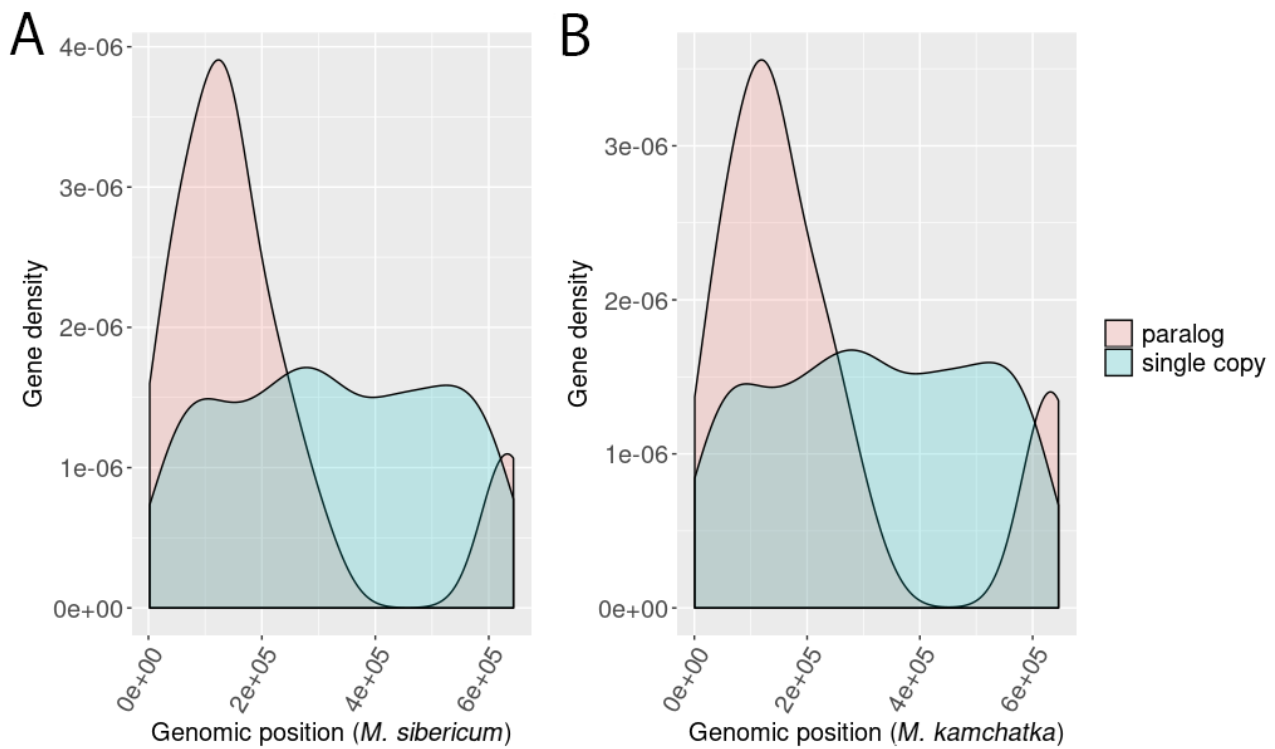 A
4e-06
3e-06
2e-06
1e-06
0e+00
Gene density
0e+00
2e+05
4e+05
6e+05
Genomic position (M. sibericum)
B
3e-06
2e-06
1e-06
0e+00
Gene density
0e+00
2e+05
4e+05
6e+05
Genomic position (M. kamchatka)
paralog
single copy